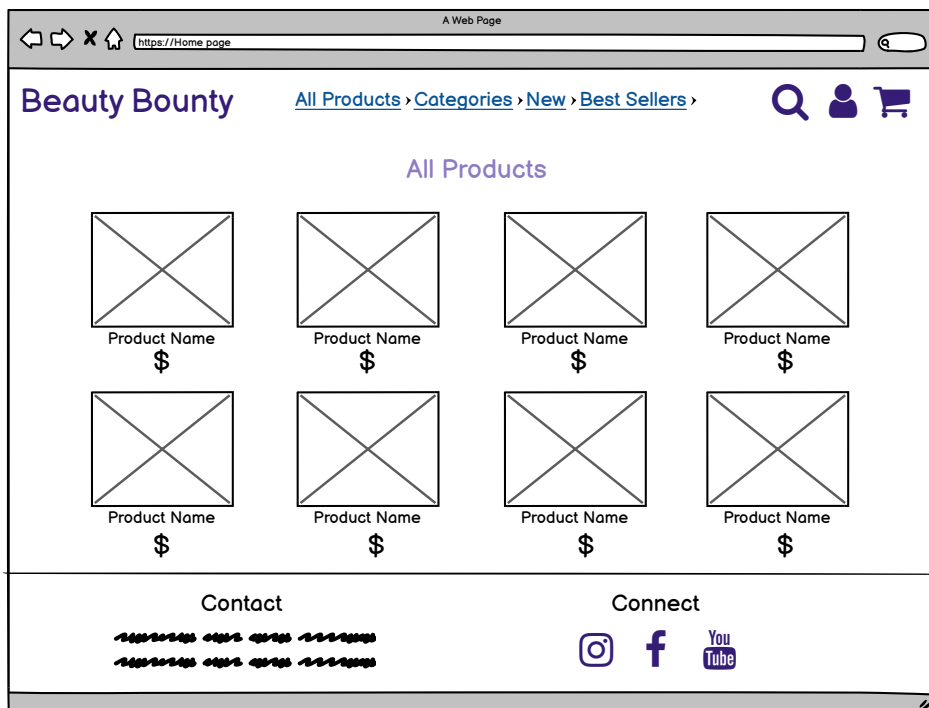 A Web Page
https://Home page
Beauty Bounty All Products Categories New Best Sellers
All Products
Product Name Product Name Product Name Product Name
$ $ $ $
Product Name Product Name Product Name Product Name
$ $ $ $
Contact Connect
You
Tube